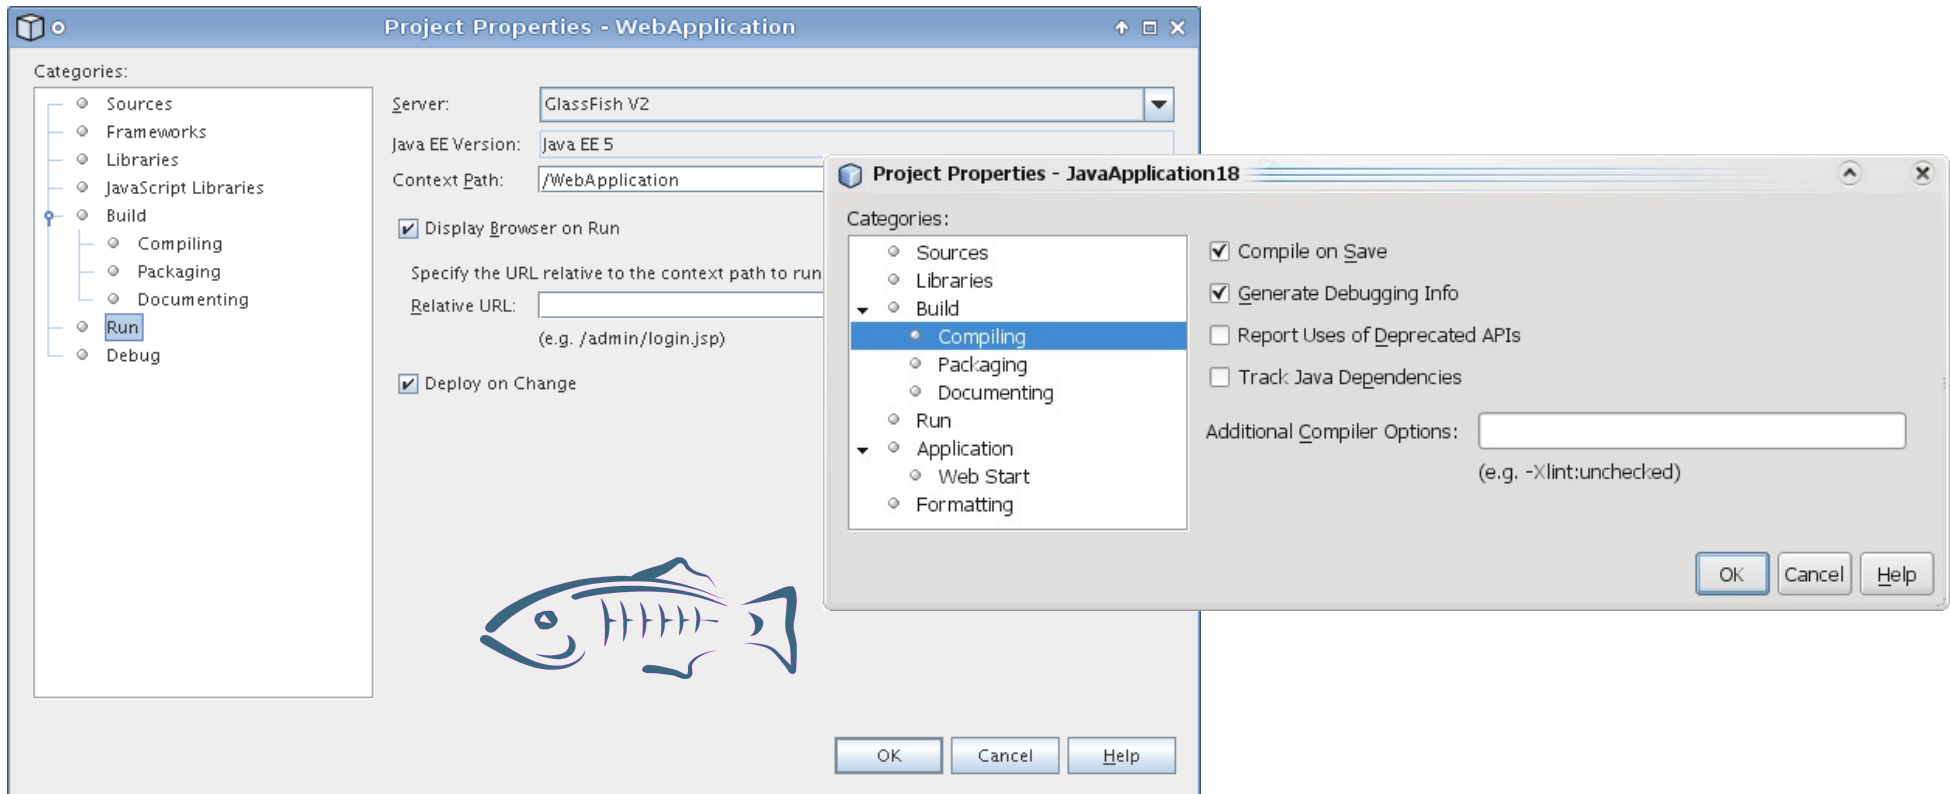 Project Properties - WebApplication
Categories:
Sources
Frameworks
Libraries
JavaScript Libraries
Build
Compiling
Packaging
Documenting
Run
Debug
Server: GlassFish V2
Java EE Version: Java EE 5
Context Path: /WebApplication
Display Browser on Run
Specify the URL relative to the context path to run
Relative URL:
(e.g. /admin/login.jsp)
Deploy on Change
OK Cancel Help
Project Properties - JavaApplication18
Categories:
Sources
Libraries
Build
Compiling
Packaging
Documenting
Run
Application
Web Start
Formatting
Compile on Save
Generate Debugging Info
Report Uses of Deprecated APIs
Track Java Dependencies
Additional Compiler Options:
(e.g. -Xlint:unchecked)
OK Cancel Help